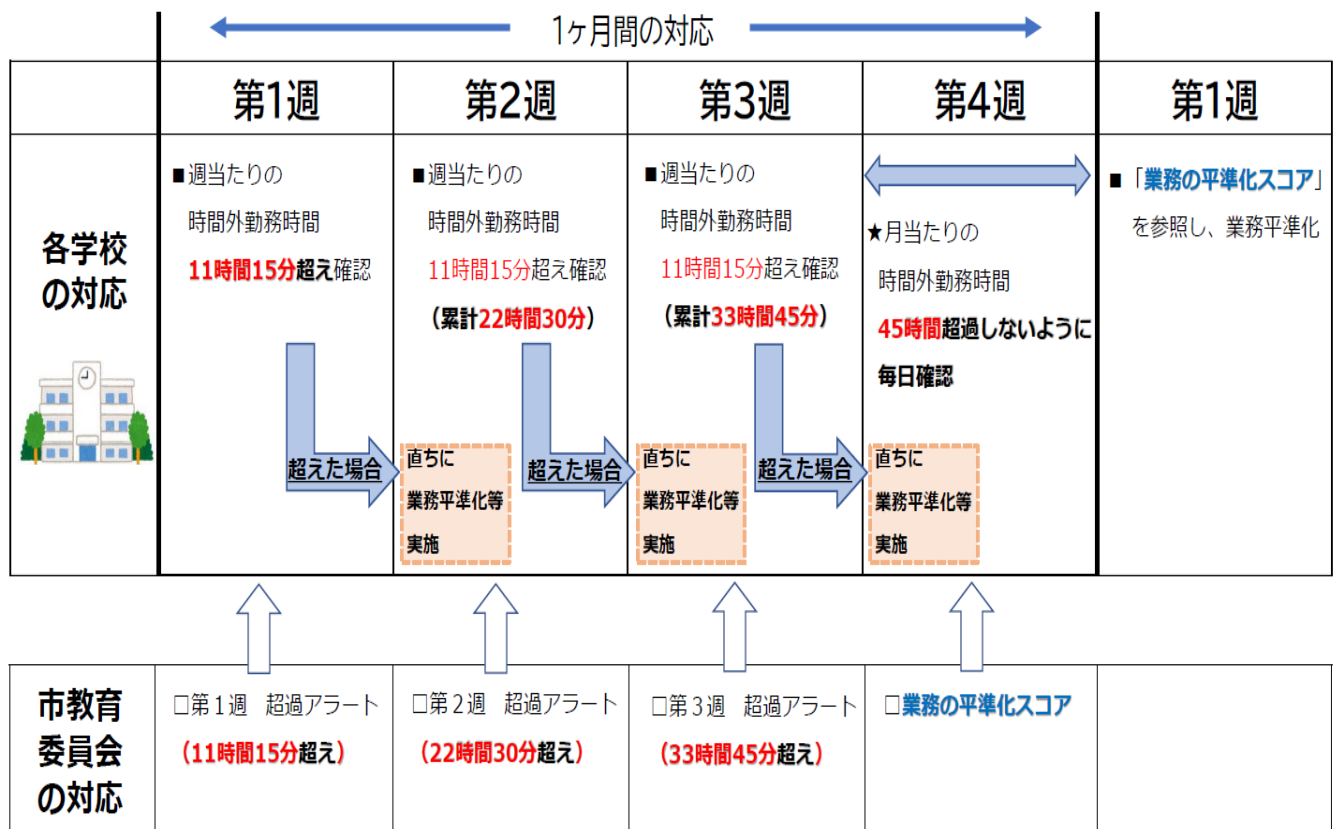 1ヶ月間の対応
第1週
第2週
第3週
第4週
第1週
各学校
の対応
■週当たりの
時間外勤務時間
11時間15分超え確認
超えた場合
■週当たりの
時間外勤務時間
11時間15分超え確認
（累計22時間30分）
直ちに
業務平準化等
実施
超えた場合
■週当たりの
時間外勤務時間
11時間15分超え確認
（累計33時間45分）
直ちに
業務平準化等
実施
超えた場合
★月当たりの
時間外勤務時間
45時間超過しないように
毎日確認
直ちに
業務平準化等
実施
■「業務の平準化スコア」
を参照し、業務平準化
市教育
委員会
の対応
□第1週　超過アラート
（11時間15分超え）
□第2週　超過アラート
（22時間30分超え）
□第3週　超過アラート
（33時間45分超え）
□業務の平準化スコア